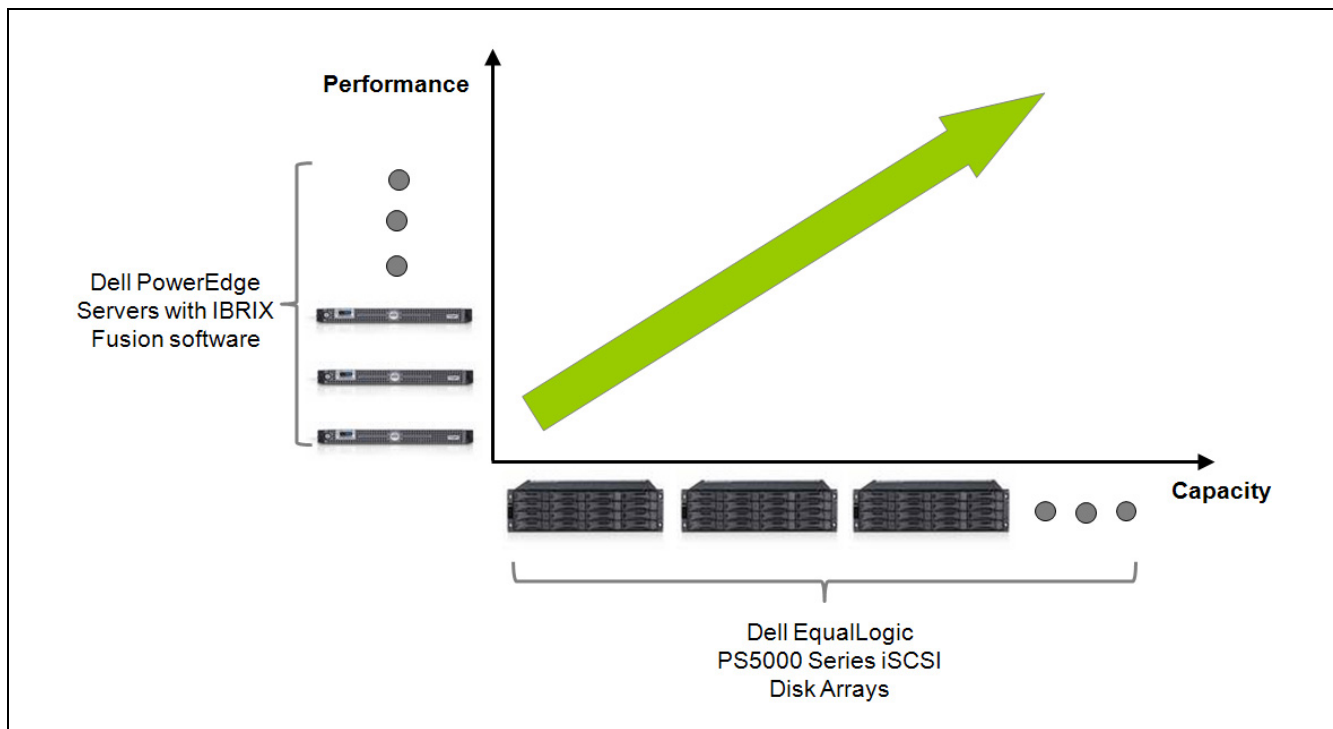 Performance
Dell PowerEdge
Servers with IBRIX
Fusion software
Capacity
Dell EqualLogic
PS5000 Series iSCSI
Disk Arrays